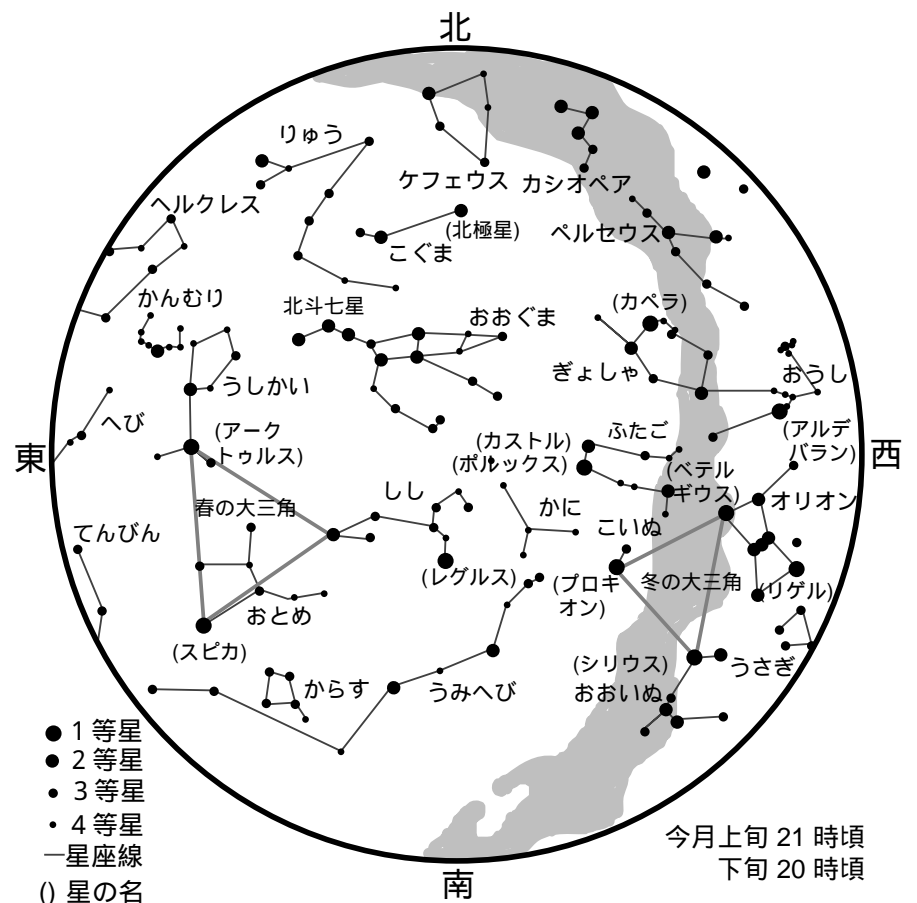 北
りゅう
ケフェウス
カシオペア
ヘルクレス
(北極星)
こぐま
ペルセウス
かんむり
北斗七星
おおぐま
(カペラ)
ぎょしゃ
おうし
うしかい
へび
(アーク
トゥルス)
(カストル)
(ポルックス)
ふたご
(ベテル
ギウス)
(アルデ
バラン)
東
西
しし
春の大三角
かに
こいぬ
オリオン
てんびん
(レグルス)
(プロキ
オン)
冬の大三角
(リゲル)
おとめ
(スピカ)
からす
うみへび
(シリウス)
おおいぬ
うさぎ
1 等星
2 等星
3 等星
4 等星
─星座線
() 星の名
今月上旬 21 時頃
下旬 20 時頃
南